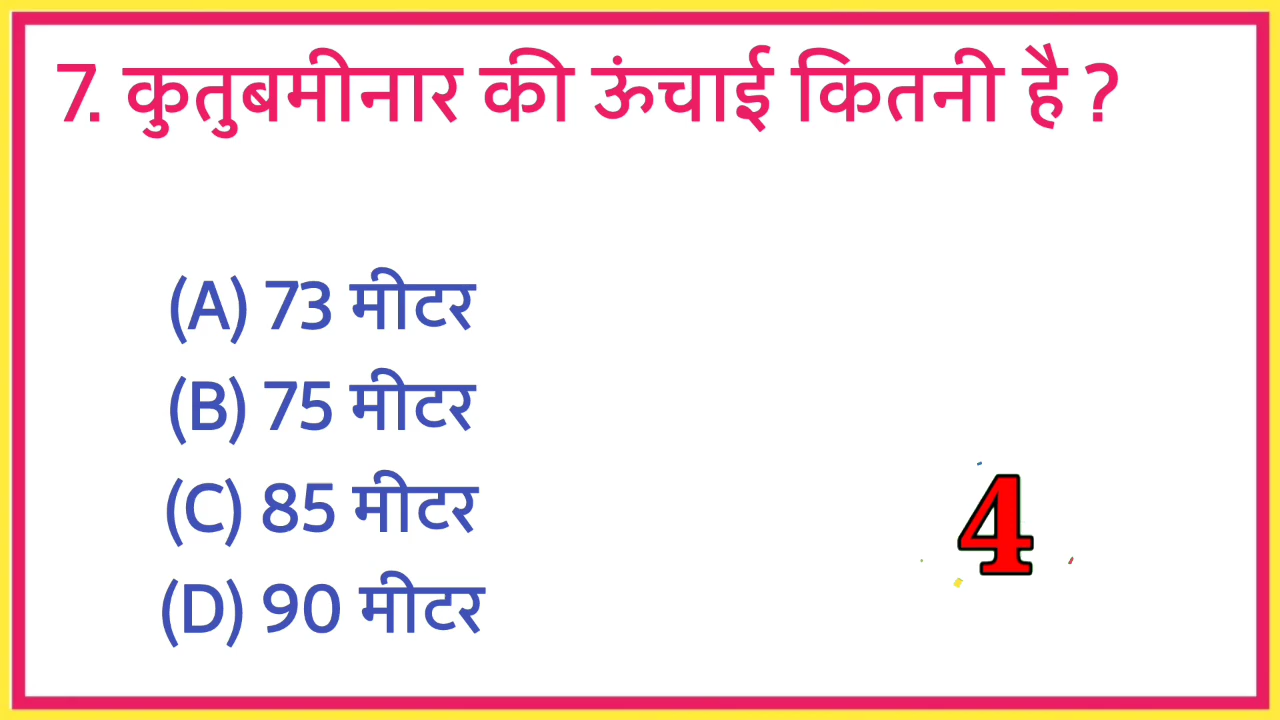 7. कुतुबमीनार की ऊंचाई कितनी है ?
(A) 73 मीटर
(B) 75 मीटर
(C) 85 मीटर
4
(D) 90 मीटर